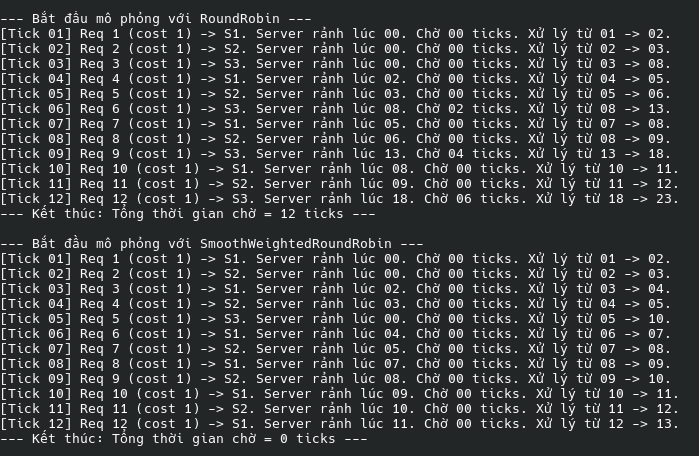 --- Bắt đầu mô phỏng với RoundRobin ---
[Tick 01] Req 1 (cost 1) -> S1. Server rảnh lúc 00. Chờ 00 ticks. Xử lý từ 01 -> 02.
[Tick 02] Req 2 (cost 1) -> S2. Server rảnh lúc 00. Chờ 00 ticks. Xử lý từ 02 -> 03.
[Tick 03] Req 3 (cost 1) -> S3. Server rảnh lúc 00. Chờ 00 ticks. Xử lý từ 03 -> 08.
[Tick 04] Req 4 (cost 1) -> S1. Server rảnh lúc 02. Chờ 00 ticks. Xử lý từ 04 -> 05.
[Tick 05] Req 5 (cost 1) -> S2. Server rảnh lúc 03. Chờ 00 ticks. Xử lý từ 05 -> 06.
[Tick 06] Req 6 (cost 1) -> S3. Server rảnh lúc 08. Chờ 02 ticks. Xử lý từ 08 -> 13.
[Tick 07] Req 7 (cost 1) -> S1. Server rảnh lúc 05. Chờ 00 ticks. Xử lý từ 07 -> 08.
[Tick 08] Req 8 (cost 1) -> S2. Server rảnh lúc 06. Chờ 00 ticks. Xử lý từ 08 -> 09.
[Tick 09] Req 9 (cost 1) -> S3. Server rảnh lúc 13. Chờ 04 ticks. Xử lý từ 13 -> 18.
[Tick 10] Req 10 (cost 1) -> S1. Server rảnh lúc 08. Chờ 00 ticks. Xử lý từ 10 -> 11.
[Tick 11] Req 11 (cost 1) -> S2. Server rảnh lúc 09. Chờ 00 ticks. Xử lý từ 11 -> 12.
[Tick 12] Req 12 (cost 1) -> S3. Server rảnh lúc 18. Chờ 06 ticks. Xử lý từ 18 -> 23.
--- Kết thúc: Tổng thời gian chờ = 12 ticks ---
--- Bắt đầu mô phỏng với SmoothWeightedRoundRobin ---
[Tick 01] Req 1 (cost 1) -> S1. Server rảnh lúc 00. Chờ 00 ticks. Xử lý từ 01 -> 02.
[Tick 02] Req 2 (cost 1) -> S2. Server rảnh lúc 00. Chờ 00 ticks. Xử lý từ 02 -> 03.
[Tick 03] Req 3 (cost 1) -> S1. Server rảnh lúc 02. Chờ 00 ticks. Xử lý từ 03 -> 04.
[Tick 04] Req 4 (cost 1) -> S2. Server rảnh lúc 03. Chờ 00 ticks. Xử lý từ 04 -> 05.
[Tick 05] Req 5 (cost 1) -> S3. Server rảnh lúc 00. Chờ 00 ticks. Xử lý từ 05 -> 10.
[Tick 06] Req 6 (cost 1) -> S1. Server rảnh lúc 04. Chờ 00 ticks. Xử lý từ 06 -> 07.
[Tick 07] Req 7 (cost 1) -> S2. Server rảnh lúc 05. Chờ 00 ticks. Xử lý từ 07 -> 08.
[Tick 08] Req 8 (cost 1) -> S1. Server rảnh lúc 07. Chờ 00 ticks. Xử lý từ 08 -> 09.
[Tick 09] Req 9 (cost 1) -> S2. Server rảnh lúc 08. Chờ 00 ticks. Xử lý từ 09 -> 10.
[Tick 10] Req 10 (cost 1) -> S1. Server rảnh lúc 09. Chờ 00 ticks. Xử lý từ 10 -> 11.
[Tick 11] Req 11 (cost 1) -> S2. Server rảnh lúc 10. Chờ 00 ticks. Xử lý từ 11 -> 12.
[Tick 12] Req 12 (cost 1) -> S1. Server rảnh lúc 11. Chờ 00 ticks. Xử lý từ 12 -> 13.
--- Kết thúc: Tổng thời gian chờ = 0 ticks ---